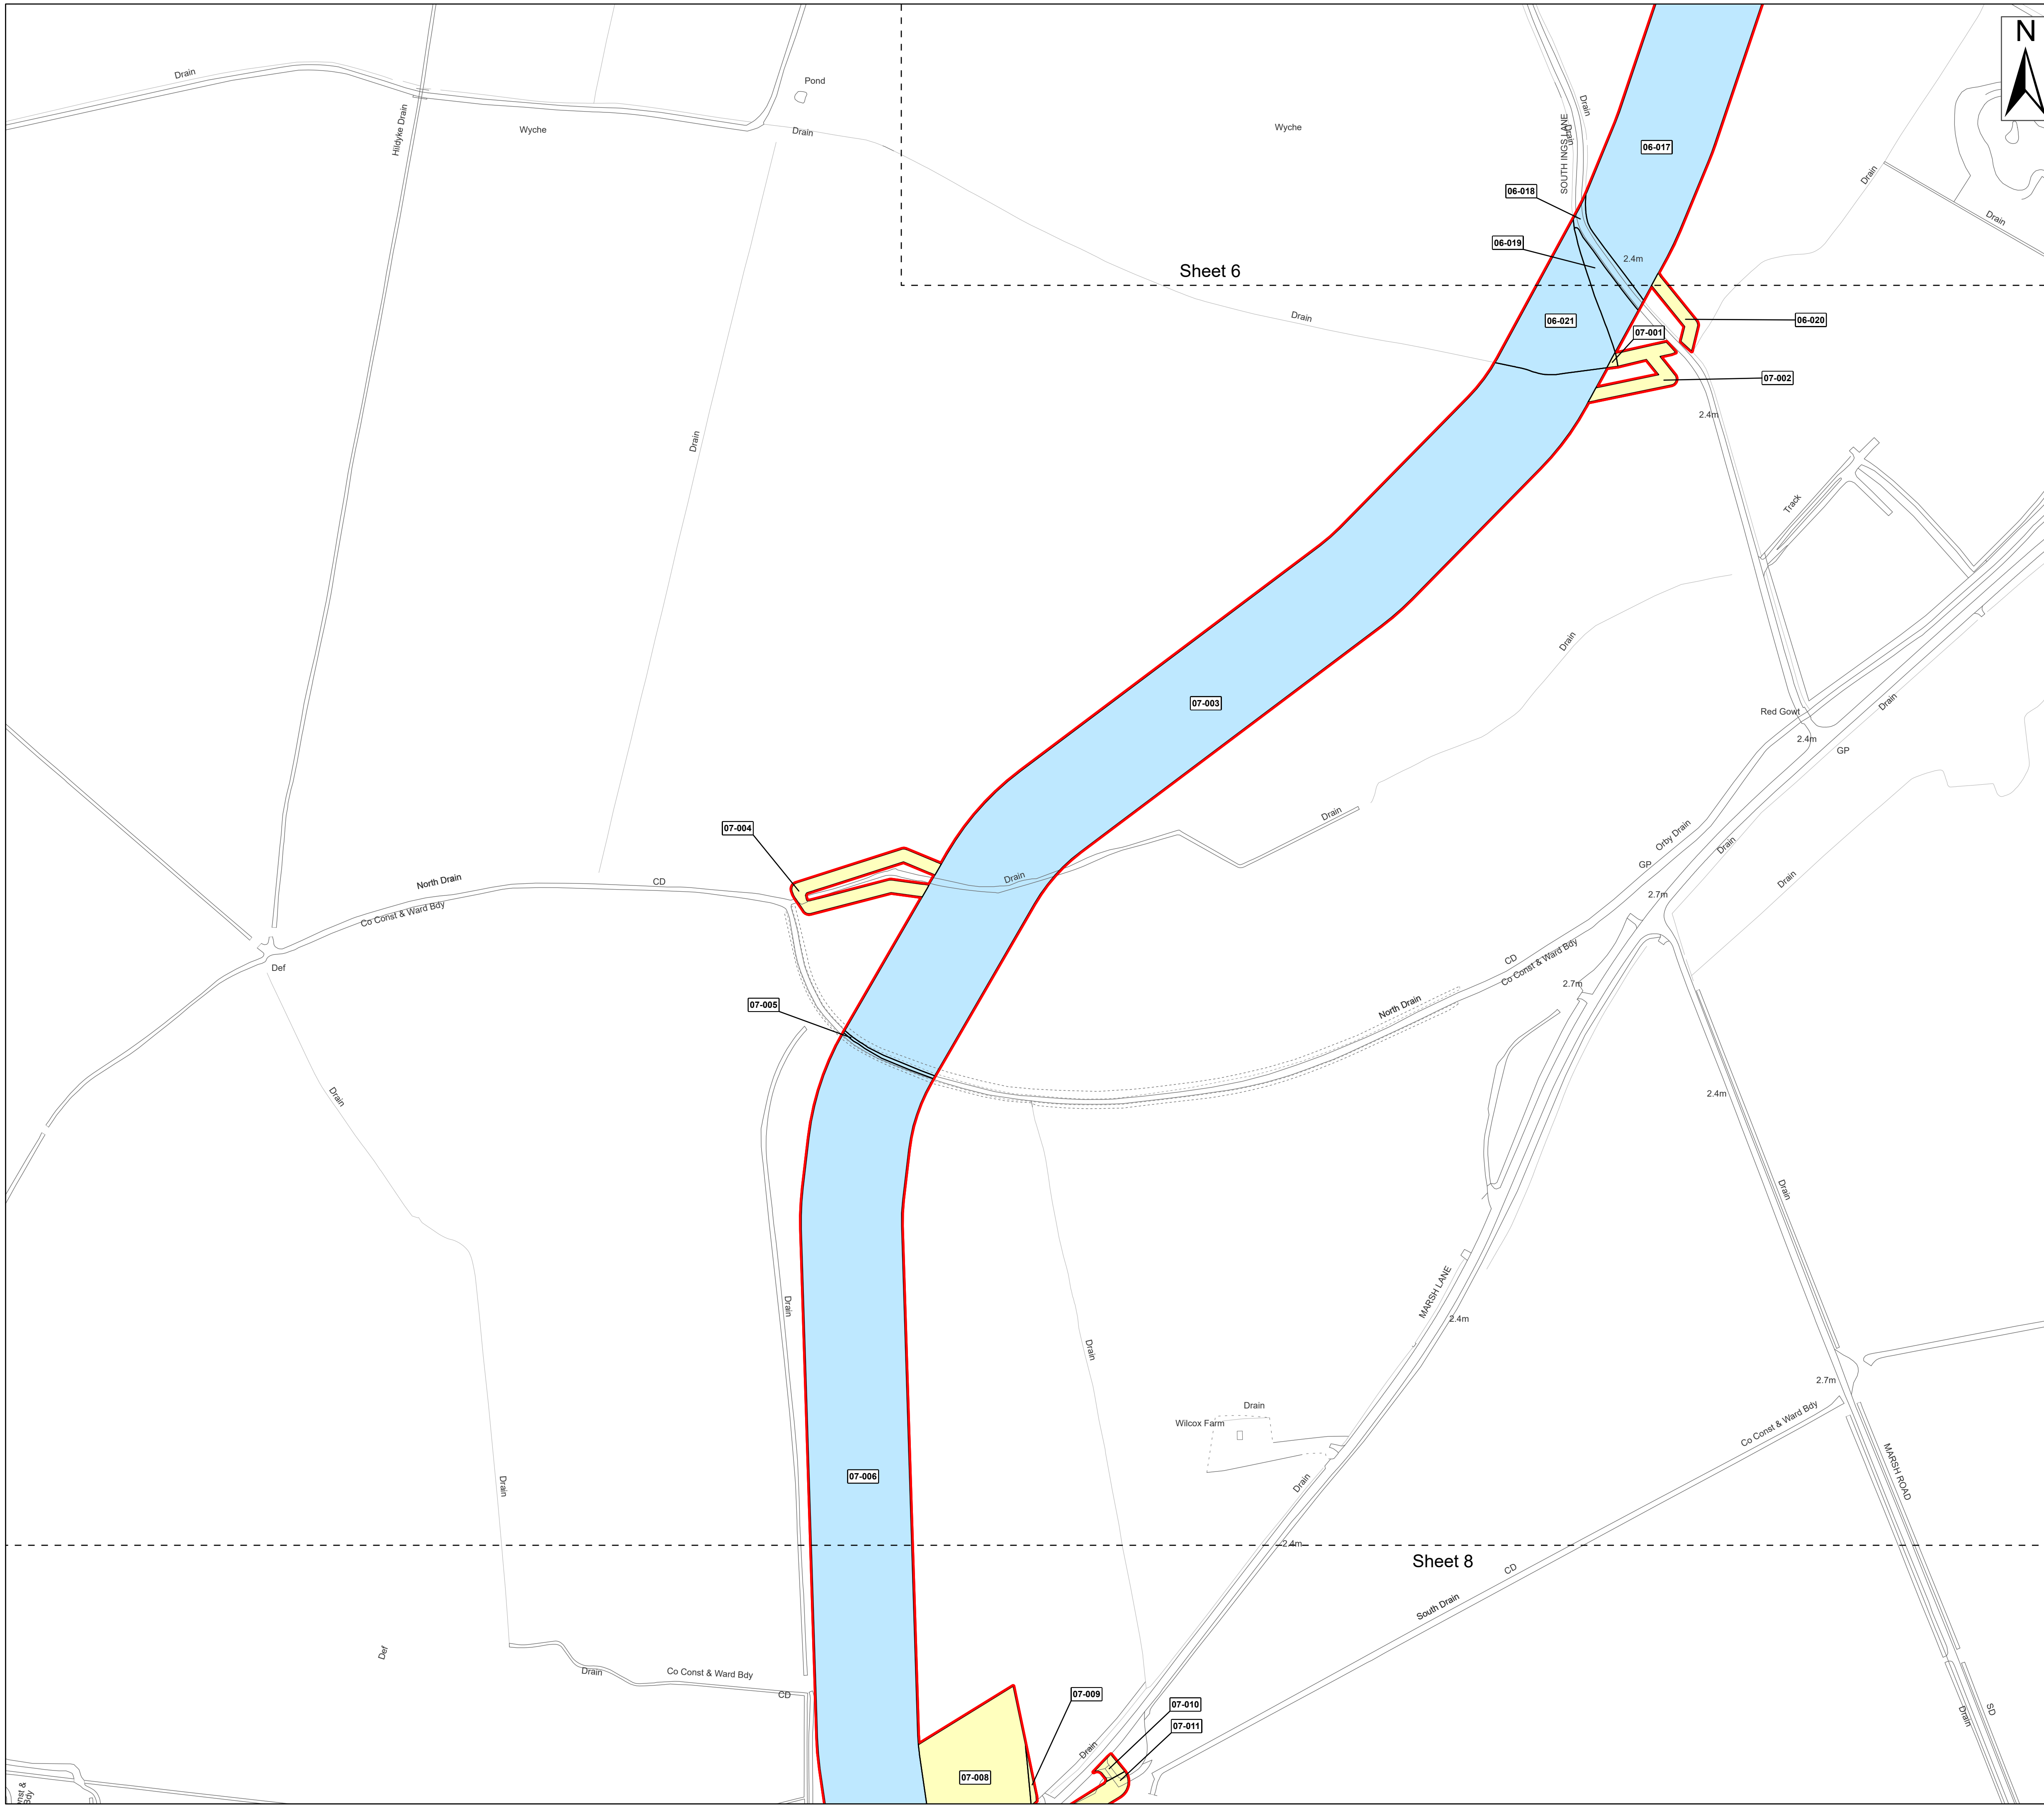 N
Drain
Pond
Hildyke Drain
Wyche
Drain
Wyche
SOUTH INGS LANE
Drain
Drain
06-017
Drain
Drain
06-018
06-019
2.4m
Sheet 6
Drain
06-021
06-020
07-001
07-002
2.4m
Drain
Track
Drain
07-003
Red Gowt
Drain
2.4m
GP
07-004
Drain
Orby Drain
Drain
GP
North Drain
CD
Drain
Drain
2.7m
Co Const & Ward Bdy
CD
Co Const & Ward Bdy
Def
2.7m
07-005
North Drain
Drain
2.4m
Drain
Drain
MARSH LANE
2.4m
Drain
2.7m
Drain
Wilcox Farm
Co Const & Ward Bdy
07-006
Drain
Drain
MARSH ROAD
2.4m
Sheet 8
CD
South Drain
Def
Drain
Co Const & Ward Bdy
CD
07-009
07-010
07-011
SD
Drain
Drain
07-008
nst &
Bdy